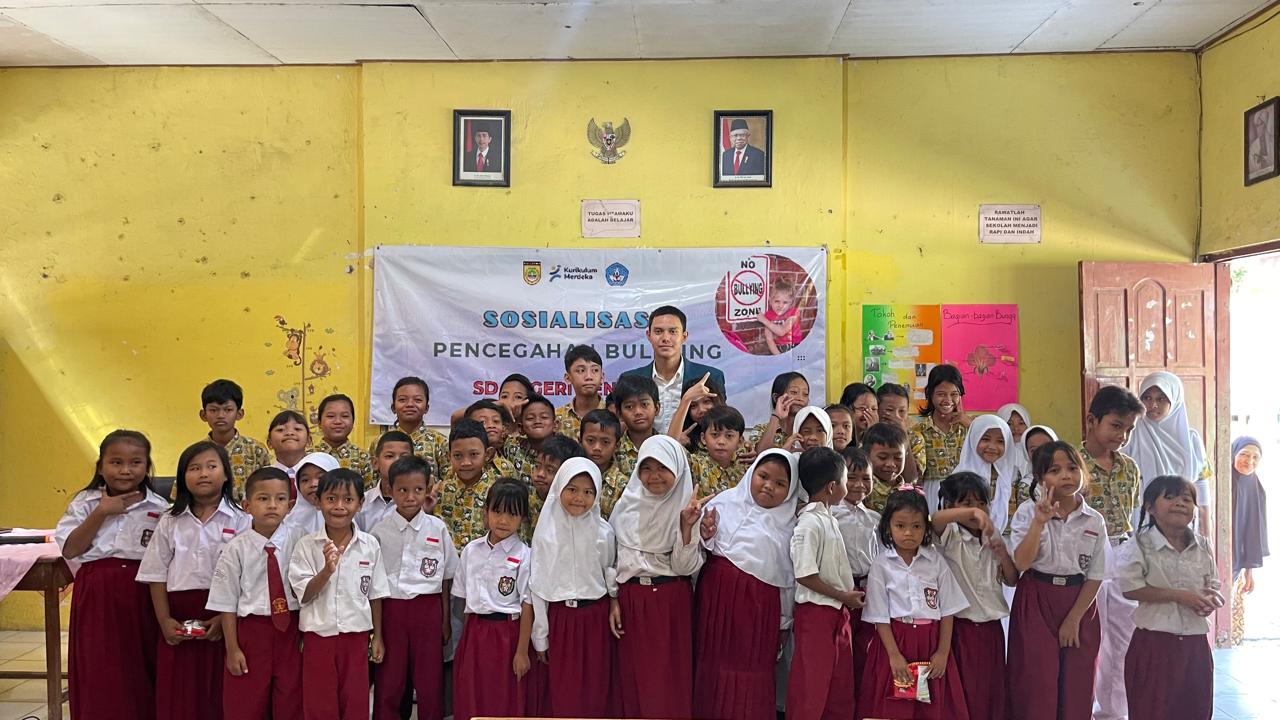 TUGAS UTAMAKU
ADALAH BELAJAR
RAWATLAH
TANAMAN INI AGAR
SEKOLAH MENJADI
RAPI DAN INDAH
Kurikulum
Merdeka
NO
BULLYING
ZONE
SOSIALISASI
PENCEGAHAN BULLYING
SD NEGERI
Tokoh dan
Penemuan
Bagian-bagian Bunga